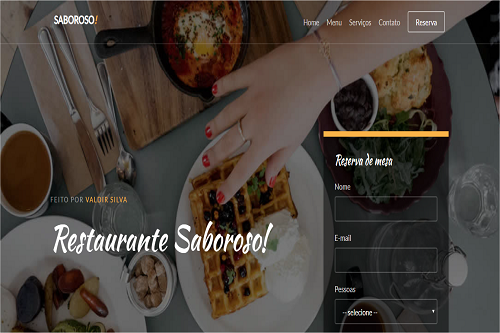 SABOROSO!
Home Menu Serviços Contato Reserva
Reserva de mesa
Nome
FEITO POR VALDIR SILVA
Restaurante Saboroso!
E-mail
Pessoas
-- selecione --